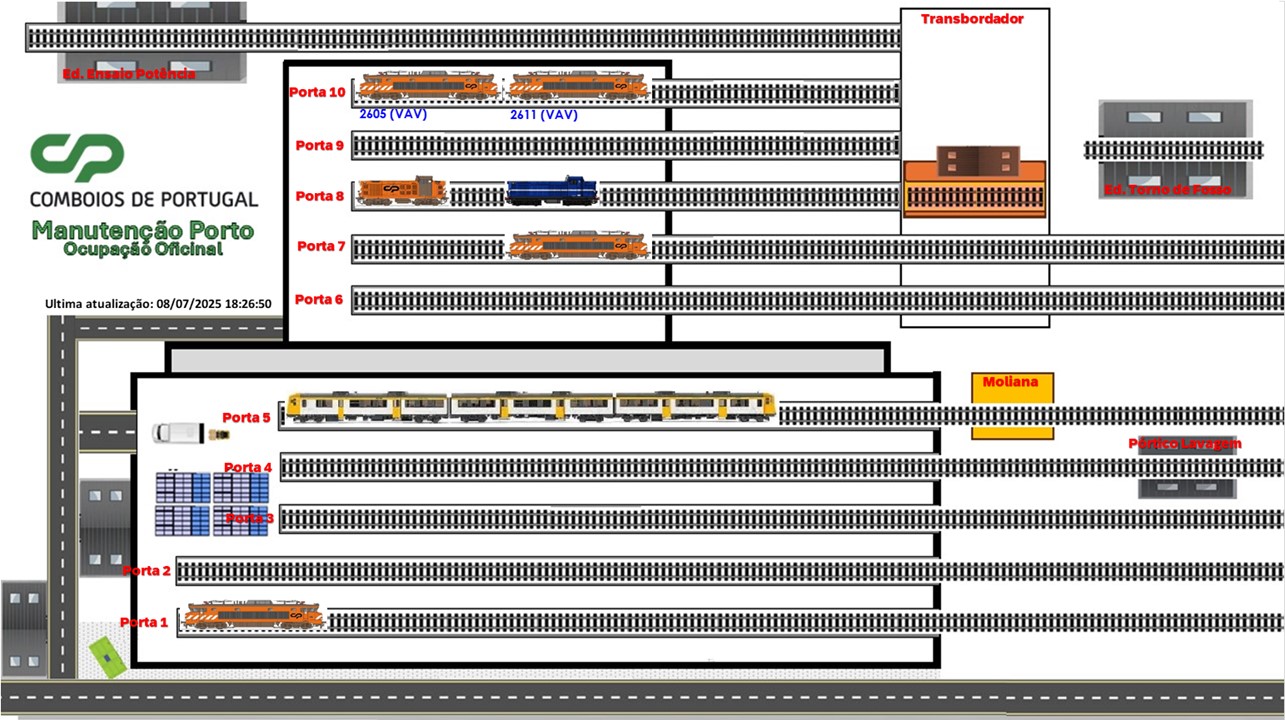 Transbordador
Ed. Ensaio Potência
Porta 10
2605 (VAV)
2611 (VAV)
Porta 9
CP
COMBOIOS DE PORTUGAL
Manutenção Porto
Ocupação Oficinal
Porta 8
Ed. Torno de Fosso
Porta 7
Porta 6
Ultima atualização: 08/07/2025 18:26:50
Moliana
Porta 5
Pórtico Lavagem
Porta 4
Porta 3
Porta 2
Porta 1